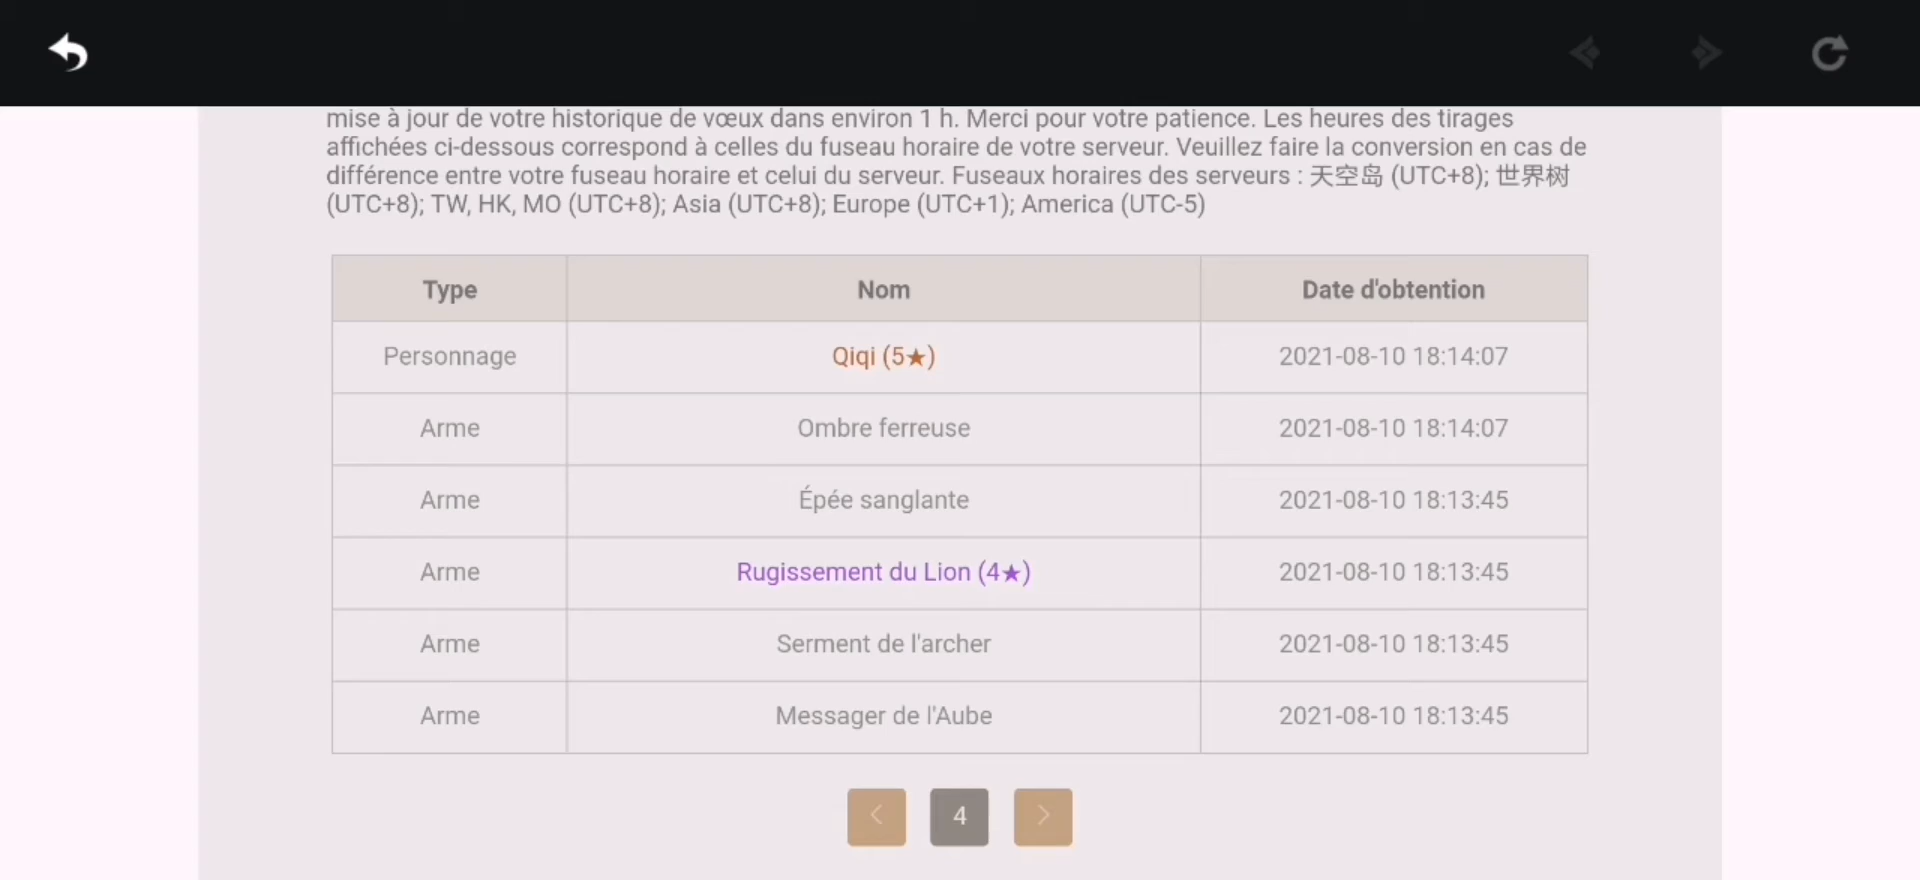 mise à jour de votre historique de vœux dans environ 1 h. Merci pour votre patience. Les heures des tirages
affichées ci-dessous correspond à celles du fuseau horaire de votre serveur. Veuillez faire la conversion en cas de
différence entre votre fuseau horaire et celui du serveur. Fuseaux horaires des serveurs : 天空岛 (UTC+8); 世界树
(UTC+8); TW, HK, MO (UTC+8); Asia (UTC+8); Europe (UTC+1); America (UTC-5)
Type Nom Date d'obtention
Personnage Qiqi (5★) 2021-08-10 18:14:07
Arme Ombre ferreuse 2021-08-10 18:14:07
Arme Épée sanglante 2021-08-10 18:13:45
Arme Rugissement du Lion (4★) 2021-08-10 18:13:45
Arme Serment de l'archer 2021-08-10 18:13:45
Arme Messager de l'Aube 2021-08-10 18:13:45
4